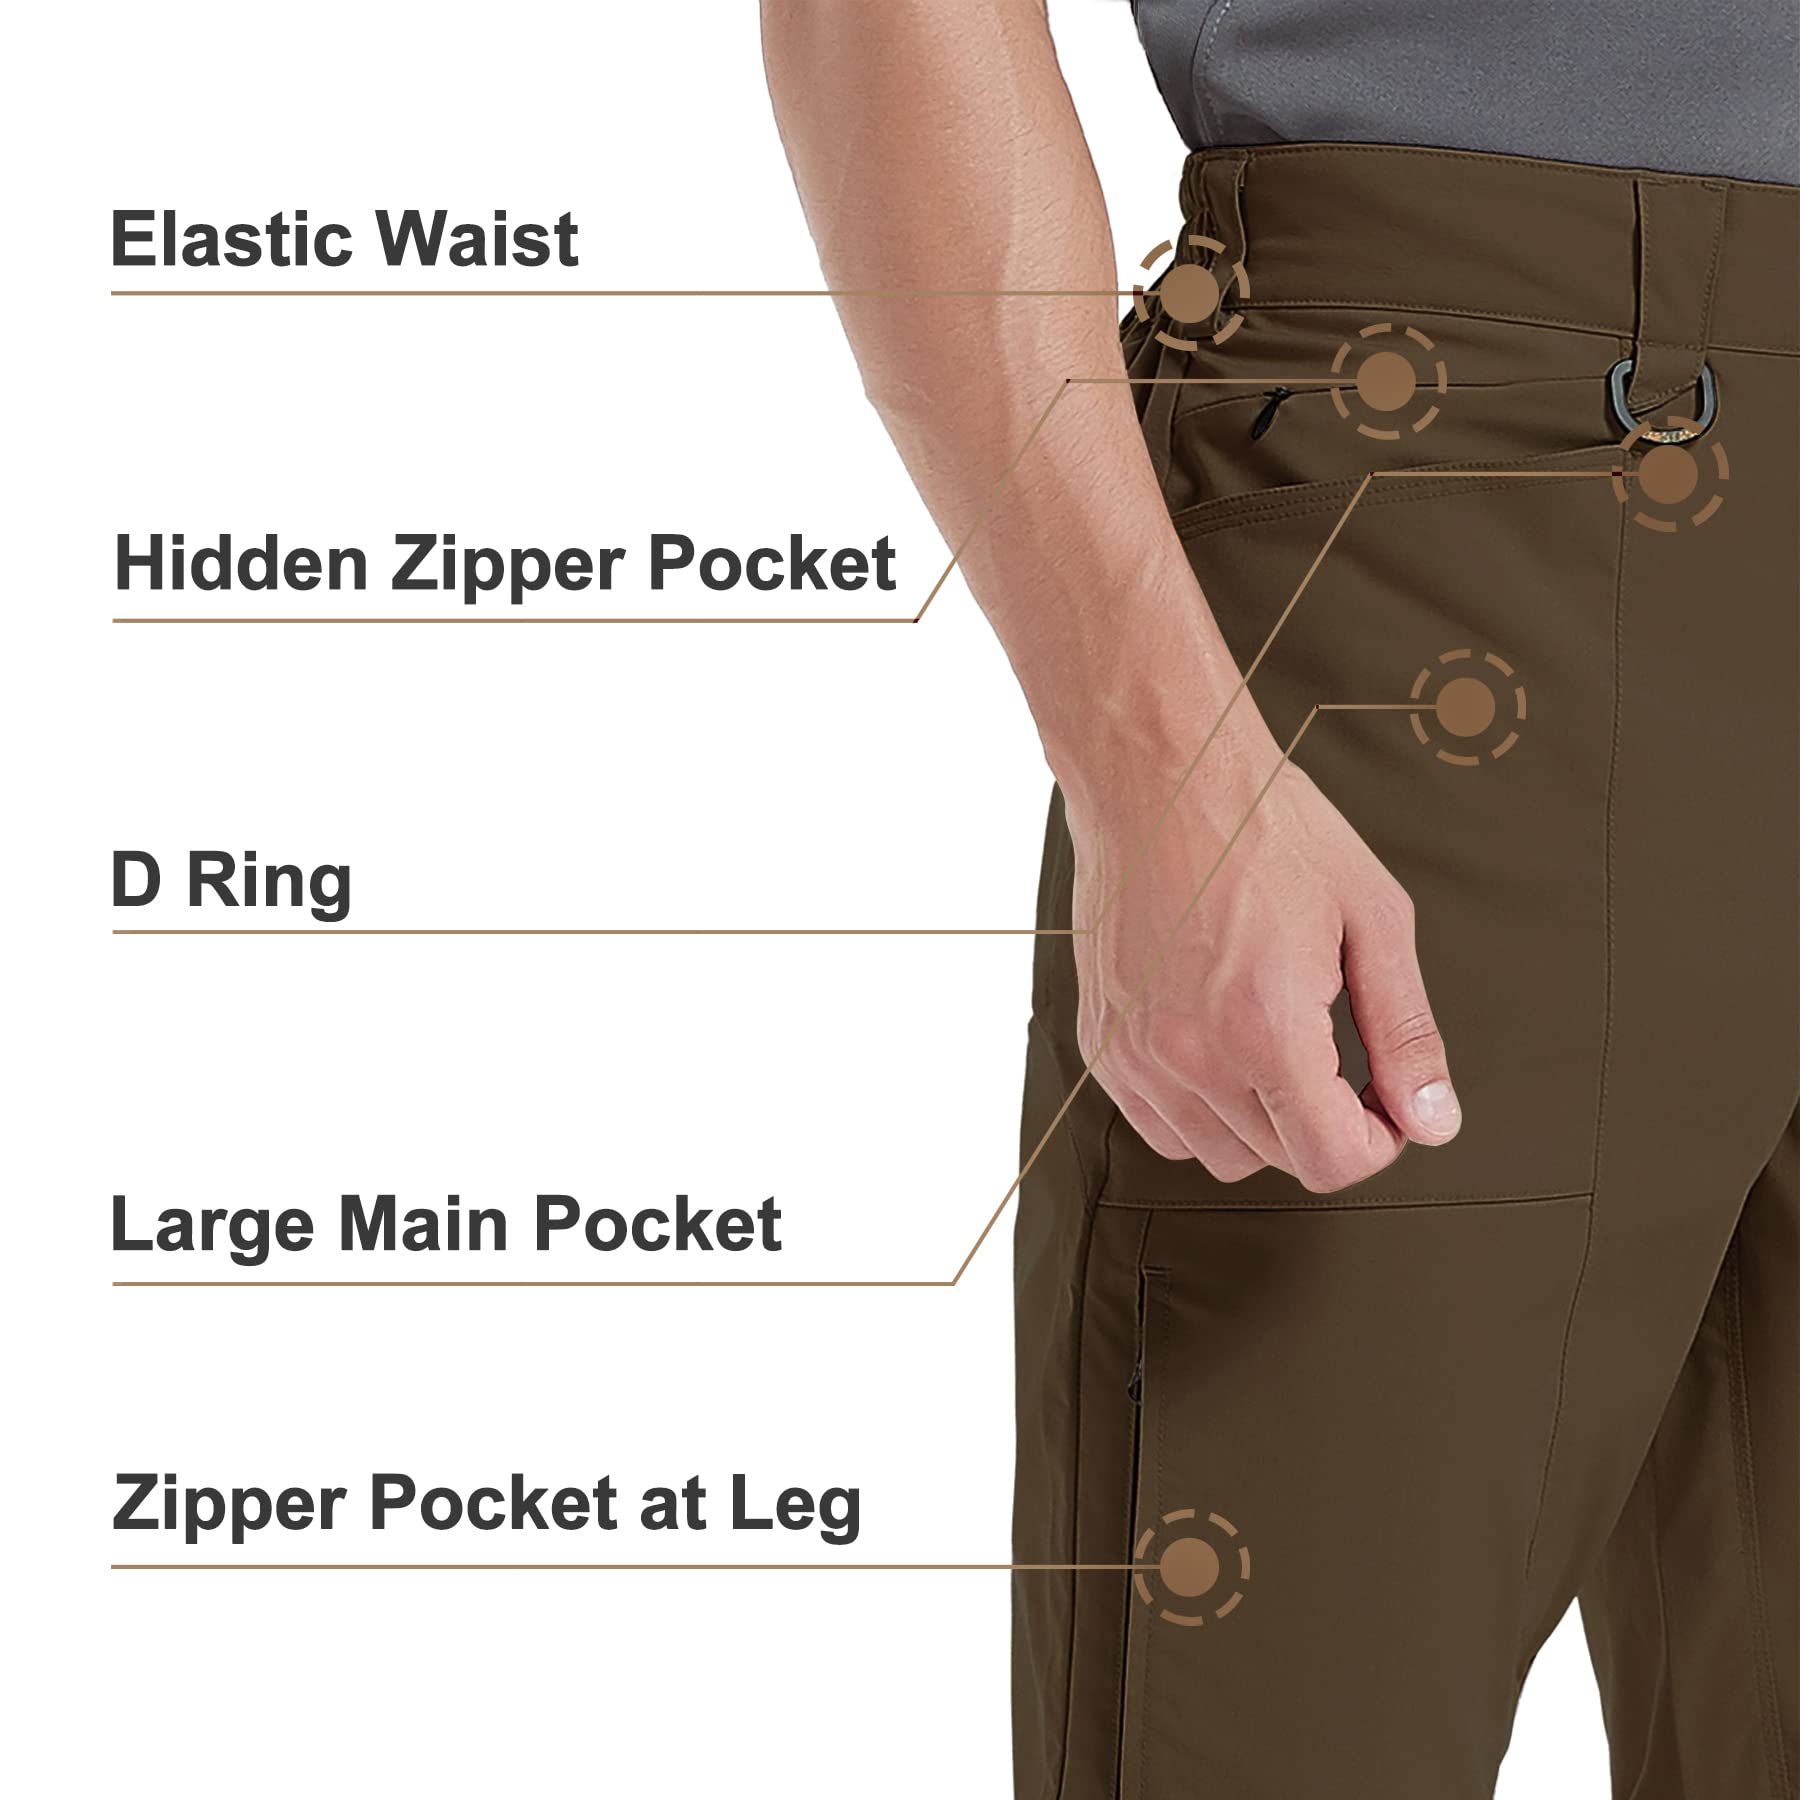 Elastic Waist
Hidden Zipper Pocket
D Ring
Large Main Pocket
Zipper Pocket at Leg